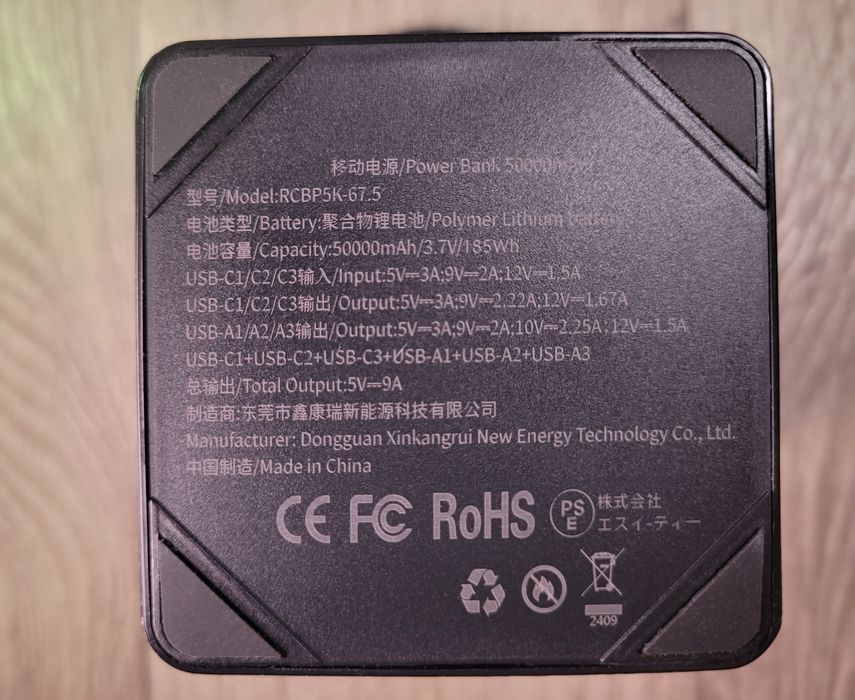 移动电源/Power Bank 50000mAh
型号/Model:RCBP5K-67.5
电池类型/Battery:聚合物锂电池/Polymer Lithium
电池容量/Capacity:50000mAh/3.7V/185Wh
USB-C1/C2/C3输入/Input:5V⎓3A;9V⎓2A;12V⎓1.5A
USB-C1/C2/C3输出/Output:5V⎓3A;9V⎓2.22A;12V⎓1.67A
USB-A1/A2/A3输出/Output:5V⎓3A;9V⎓2A;10V⎓2.25A;12V⎓1.5A
USB-C1+USB-C2+USB-C3+USB-A1+USB-A2+USB-A3
总输出/Total Output:5V⎓9A
制造商:东莞市鑫康瑞新能源科技有限公司
Manufacturer: Dongguan Xinkangrui New Energy Technology Co., Ltd.
中国制造/Made in China
CE FC RoHS PSE 株式会社
エスイ-ティー
2409